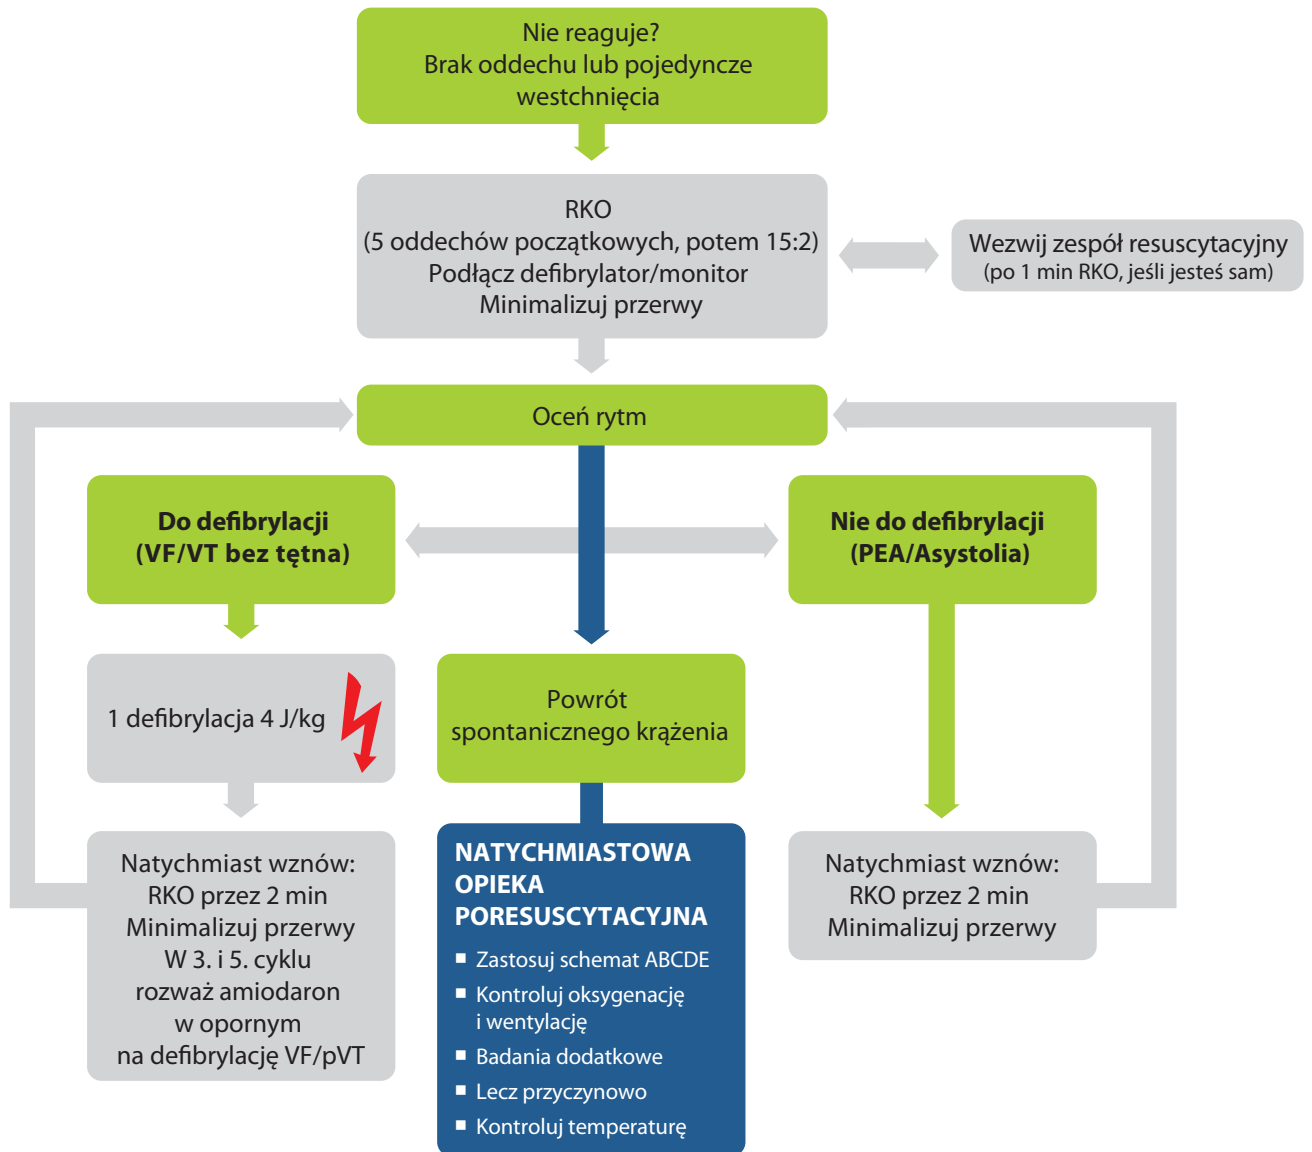 Nie reaguje?
Brak oddechu lub pojedyncze
westchnięcia
RKO
(5 oddechów początkowych, potem 15:2)
Podłącz defibrylator/monitor
Minimalizuj przerwy
Wezwij zespół resuscytacyjny
(po 1 min RKO, jeśli jesteś sam)
Oceń rytm
Do defibrylacji
(VF/VT bez tętna)
Nie do defibrylacji
(PEA/Asystolia)
1 defibrylacja 4 J/kg
Powrót
spontanicznego krążenia
Natychmiast wznów:
RKO przez 2 min
Minimalizuj przerwy
W 3. i 5. cyklu
rozważ amiodaron
w opornym
na defibrylację VF/pVT
NATYCHMIASTOWA
OPIEKA
PORESUSCYTACYJNA
▪ Zastosuj schemat ABCDE
▪ Kontroluj oksygenację
i wentylację
▪ Badania dodatkowe
▪ Lecz przyczynowo
▪ Kontroluj temperaturę
Natychmiast wznów:
RKO przez 2 min
Minimalizuj przerwy